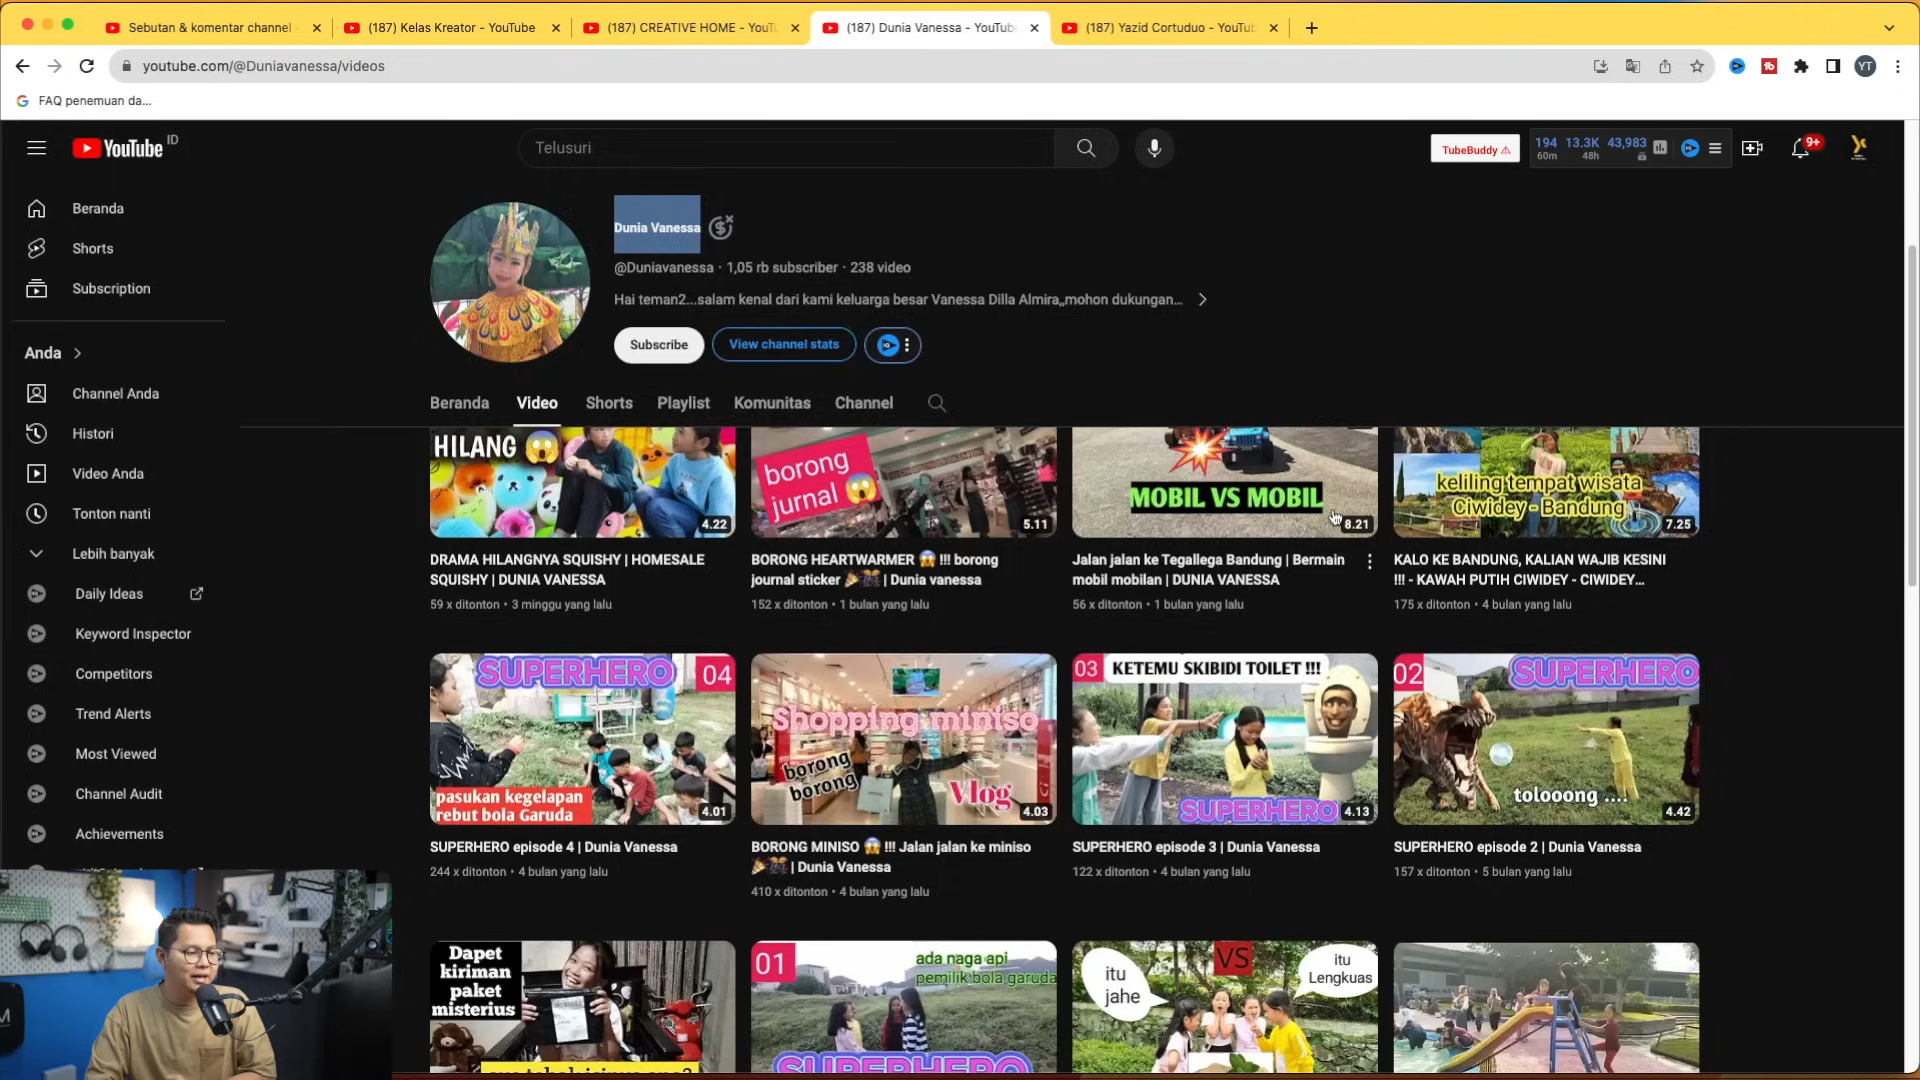 Sebutan & komentar channel -
(187) Kelas Kreator - YouTube
(187) CREATIVE HOME - YouTu
(187) Dunia Vanessa - YouTube
(187) Yazid Cortuduo - YouTub
youtube.com/@Duniavanessa/videos
YT
FAQ penemuan da...
YouTube
ID
Telusuri
TubeBuddy
194 13.3K 43,983
60m 48h
9+
Beranda
Shorts
Subscription
Anda
Channel Anda
Histori
Video Anda
Tonton nanti
Lebih banyak
Daily Ideas
Keyword Inspector
Competitors
Trend Alerts
Most Viewed
Channel Audit
Achievements
Dunia Vanessa
@Duniavanessa · 1,05 rb subscriber · 238 video
Hai teman2...salam kenal dari kami keluarga besar Vanessa Dilla Almira,,mohon dukungan...
Subscribe
View channel stats
Beranda
Video
Shorts
Playlist
Komunitas
Channel
HILANG
4.22
borong
jurnal
5.11
MOBIL VS MOBIL
8.21
keliling tempat wisata
Ciwidey - Bandung
7.25
DRAMA HILANGNYA SQUISHY | HOMESALE
SQUISHY | DUNIA VANESSA
59 x ditonton • 3 minggu yang lalu
BORONG HEARTWARMER 😱 !!! borong
journal sticker | Dunia vanessa
152 x ditonton • 1 bulan yang lalu
Jalan jalan ke Tegallega Bandung | Bermain
mobil mobilan | DUNIA VANESSA
56 x ditonton • 1 bulan yang lalu
KALO KE BANDUNG, KALIAN WAJIB KESINI
!!! - KAWAH PUTIH CIWIDEY - CIWIDEY...
175 x ditonton • 4 bulan yang lalu
SUPERHERO
04
pasukan kegelapan
rebut bola Garuda
4.01
Shopping miniso
borong
borong
Vlog
4.03
03
KETEMU SKIBIDI TOILET !!!
SUPERHERO
4.13
02
SUPERHERO
tolooong ....
4.42
SUPERHERO episode 4 | Dunia Vanessa
244 x ditonton • 4 bulan yang lalu
BORONG MINISO 😱 !!! Jalan jalan ke miniso
| Dunia Vanessa
410 x ditonton • 4 bulan yang lalu
SUPERHERO episode 3 | Dunia Vanessa
122 x ditonton • 4 bulan yang lalu
SUPERHERO episode 2 | Dunia Vanessa
157 x ditonton • 5 bulan yang lalu
Dapet
kiriman
paket
misterius
01
ada naga api
pemilik bola garuda
SUPERHERO
itu
jahe
VS
itu
Lengkuas